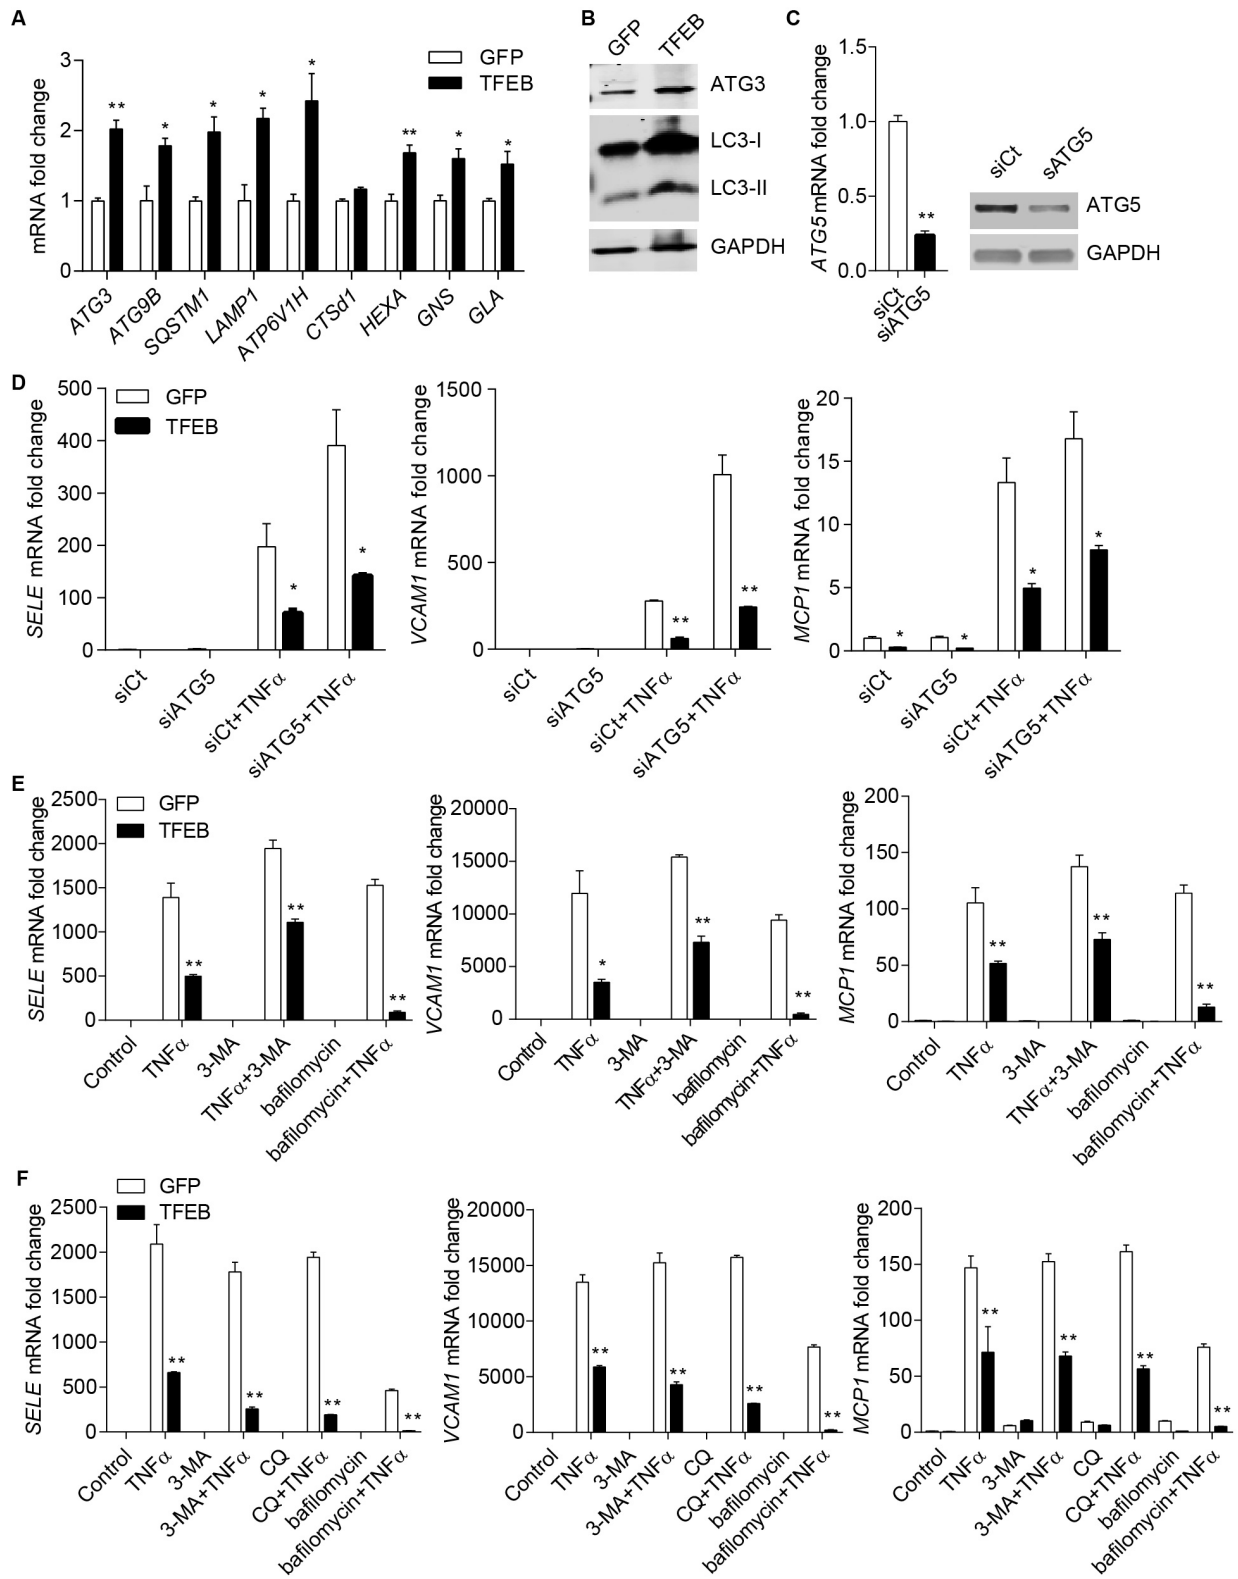 A
mRNA fold change
3
2
1
0
GFP
TFEB
**
*
*
*
*
**
*
*
ATG3
ATG9B
SQSTM1
LAMP1
ATP6V1H
CTSd1
HEXA
GNS
GLA
B
GFP
TFEB
ATG3
LC3-I
LC3-II
GAPDH
C
ATG5 mRNA fold change
1.5
1.0
0.5
0.0
**
siCt
siATG5
siCt
sATG5
ATG5
GAPDH
D
SELE mRNA fold change
500
400
300
200
100
0
GFP
TFEB
*
*
siCt
siATG5
siCt+TNFα
siATG5+TNFα
VCAM1 mRNA fold change
1500
1000
500
0
**
**
siCt
siATG5
siCt+TNFα
siATG5+TNFα
MCP1 mRNA fold change
20
15
10
5
0
*
*
*
*
siCt
siATG5
siCt+TNFα
siATG5+TNFα
E
SELE mRNA fold change
2500
2000
1500
1000
500
0
GFP
TFEB
**
**
**
Control
TNFα
3-MA
TNFα+3-MA
bafilomycin
bafilomycin+TNFα
VCAM1 mRNA fold change
20000
15000
10000
5000
0
*
**
**
Control
TNFα
3-MA
TNFα+3-MA
bafilomycin
bafilomycin+TNFα
MCP1 mRNA fold change
200
150
100
50
0
**
**
**
Control
TNFα
3-MA
TNFα+3-MA
bafilomycin
bafilomycin+TNFα
F
SELE mRNA fold change
2500
2000
1500
1000
500
0
GFP
TFEB
**
**
**
**
Control
TNFα
3-MA
3-MA+TNFα
CQ
CQ+TNFα
bafilomycin
bafilomycin+TNFα
VCAM1 mRNA fold change
20000
15000
10000
5000
0
**
**
**
**
Control
TNFα
3-MA
3-MA+TNFα
CQ
CQ+TNFα
bafilomycin
bafilomycin+TNFα
MCP1 mRNA fold change
200
150
100
50
0
**
**
**
**
Control
TNFα
3-MA
3-MA+TNFα
CQ
CQ+TNFα
bafilomycin
bafilomycin+TNFα